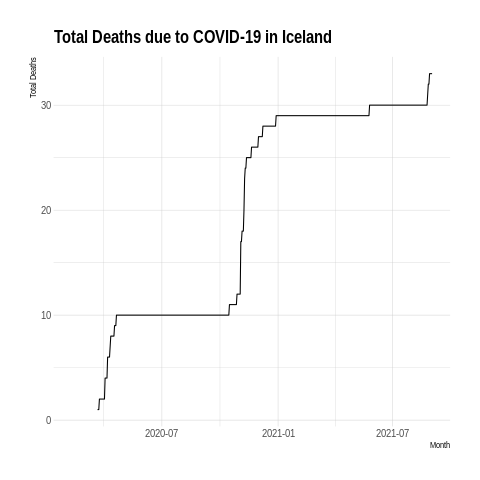 Total Deaths due to COVID-19 in Iceland
Total Deaths
30
20
10
0
2020-07 2021-01 2021-07
Month